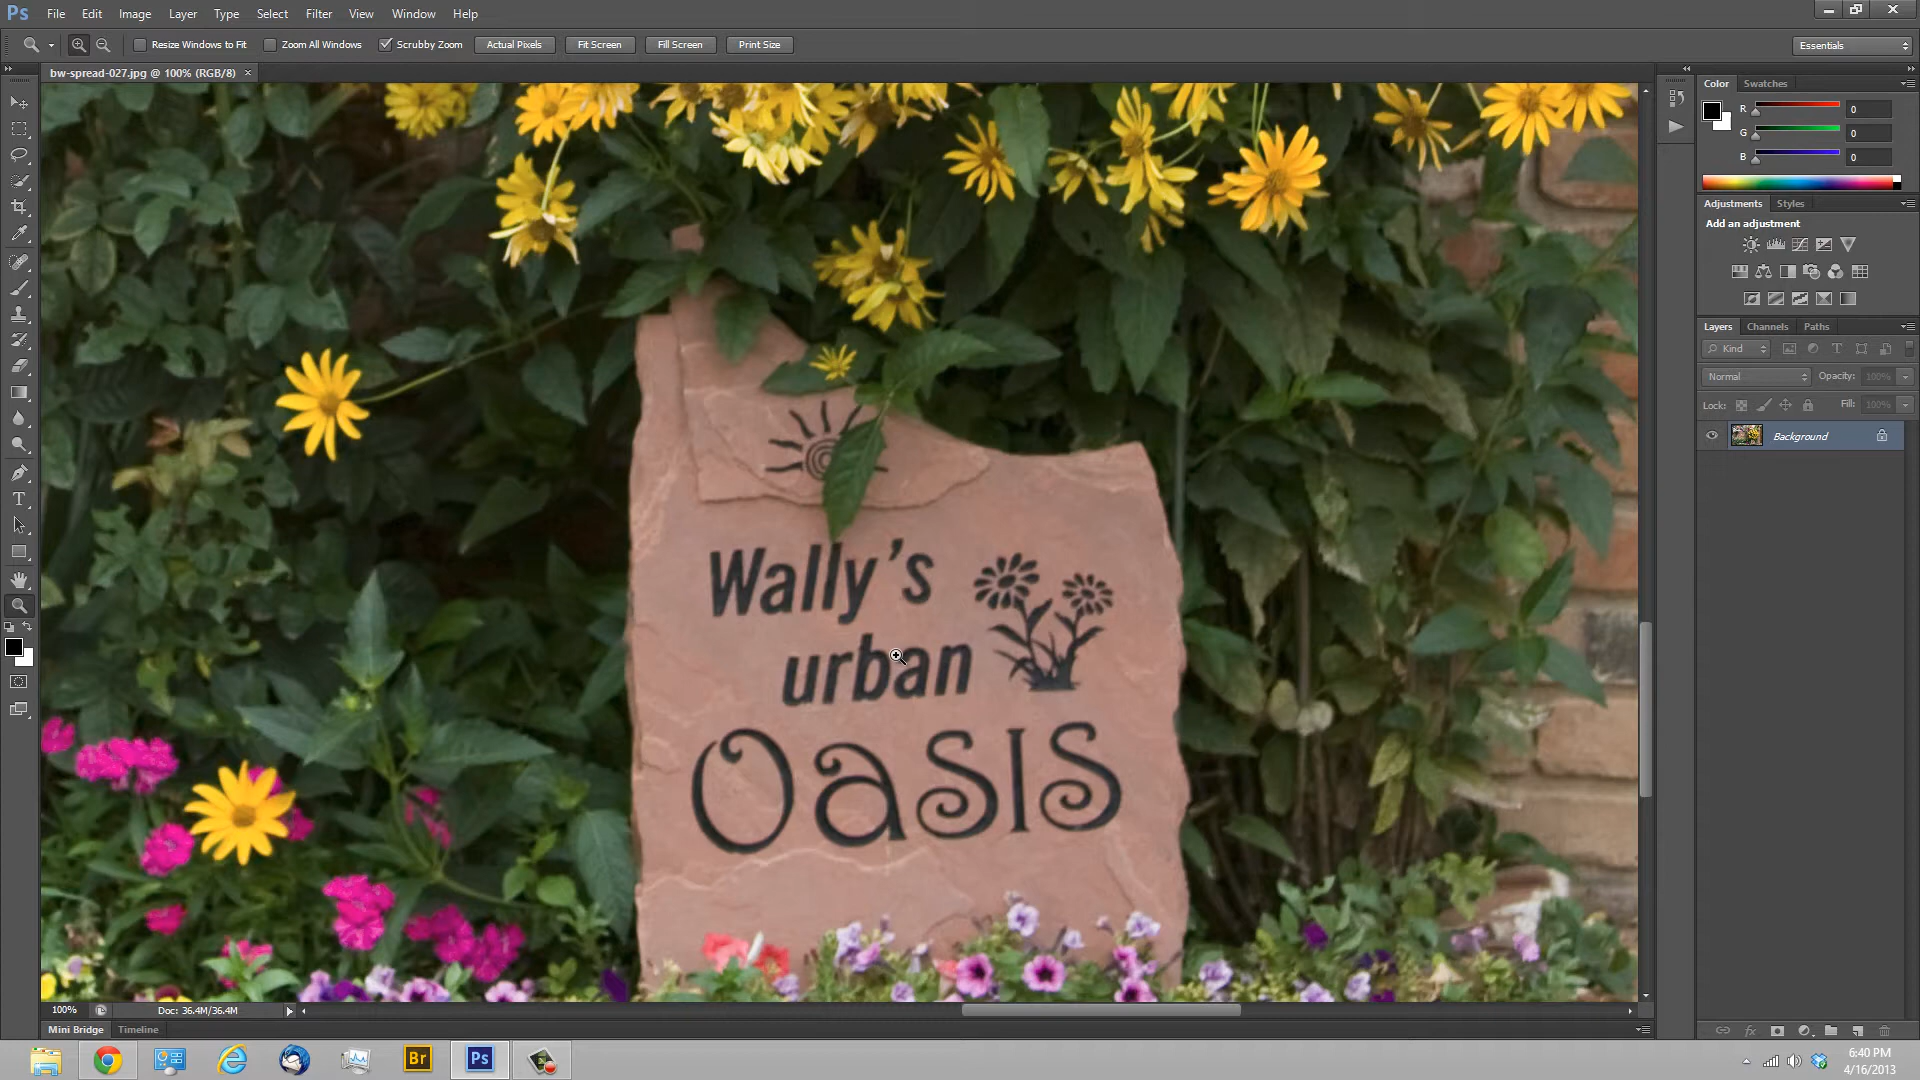 Ps File Edit Image Layer Type Select Filter View Window Help
Resize Windows to Fit Zoom All Windows Scrubby Zoom Actual Pixels Fit Screen Fill Screen Print Size Essentials
bw-spread-027.jpg @ 100% (RGB/8)
Color Swatches
R 0
G 0
B 0
Adjustments Styles
Add an adjustment
Layers Channels Paths
Kind
Normal Opacity: 100%
Lock: Fill: 100%
Background
Wally's
urban
Oasis
100% Doc: 36.4M/36.4M
Mini Bridge Timeline
Br Ps
6:40 PM
4/16/2013